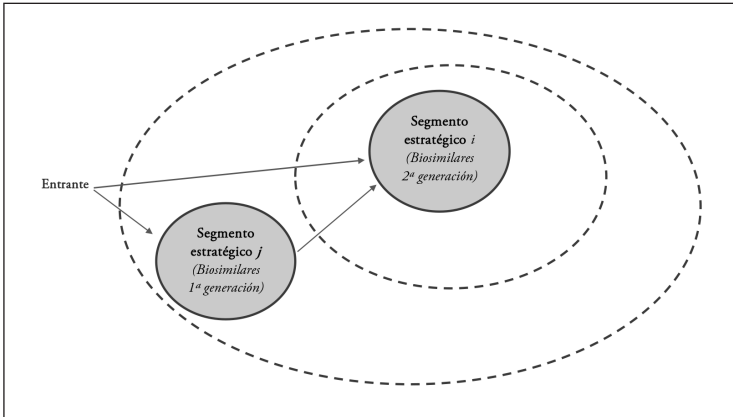 Segmento
estratégico i
(Biosimilares
2ª generación)
Entrante
Segmento
estratégico j
(Biosimilares
1ª generación)